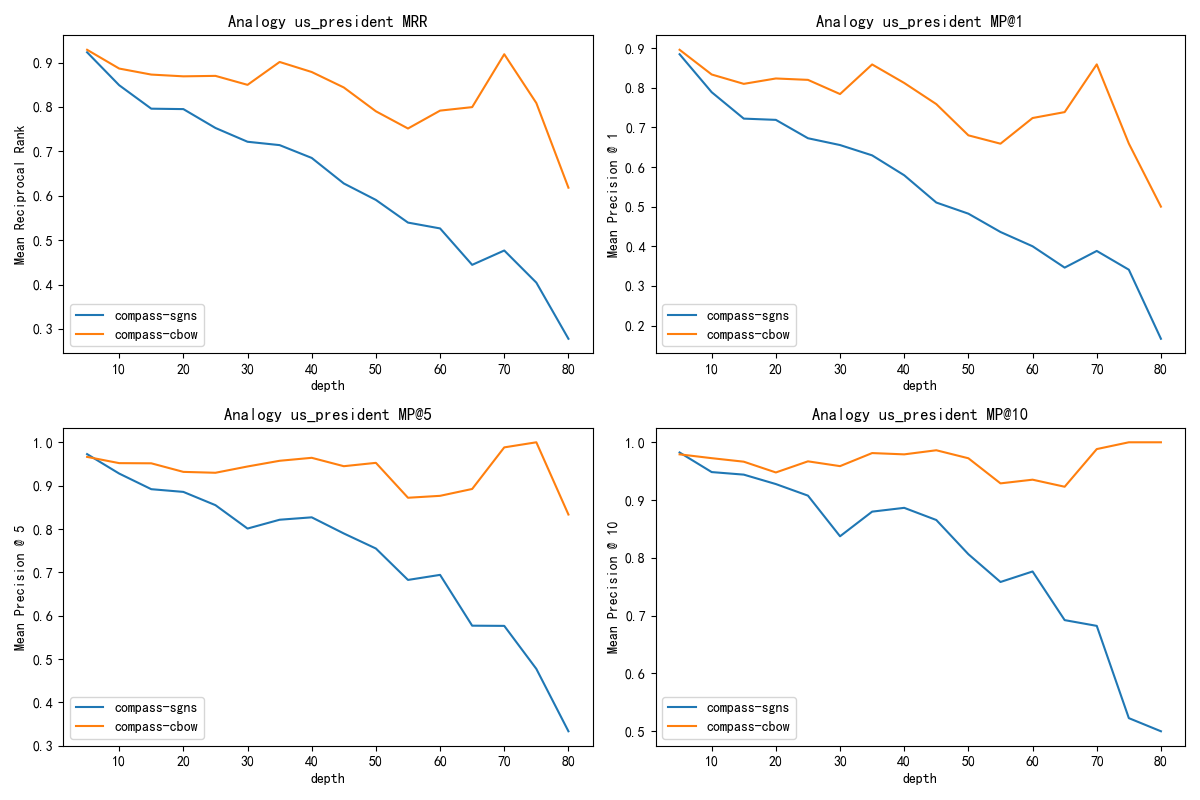 Analogy us_president MRR
Mean Reciprocal Rank
0.9
0.8
0.7
0.6
0.5
0.4
0.3
compass-sgns
compass-cbow
10 20 30 40 50 60 70 80
depth
Analogy us_president MP@1
Mean Precision @ 1
0.9
0.8
0.7
0.6
0.5
0.4
0.3
0.2
compass-sgns
compass-cbow
10 20 30 40 50 60 70 80
depth
Analogy us_president MP@5
Mean Precision @ 5
1.0
0.9
0.8
0.7
0.6
0.5
0.4
0.3
compass-sgns
compass-cbow
10 20 30 40 50 60 70 80
depth
Analogy us_president MP@10
Mean Precision @ 10
1.0
0.9
0.8
0.7
0.6
0.5
compass-sgns
compass-cbow
10 20 30 40 50 60 70 80
depth